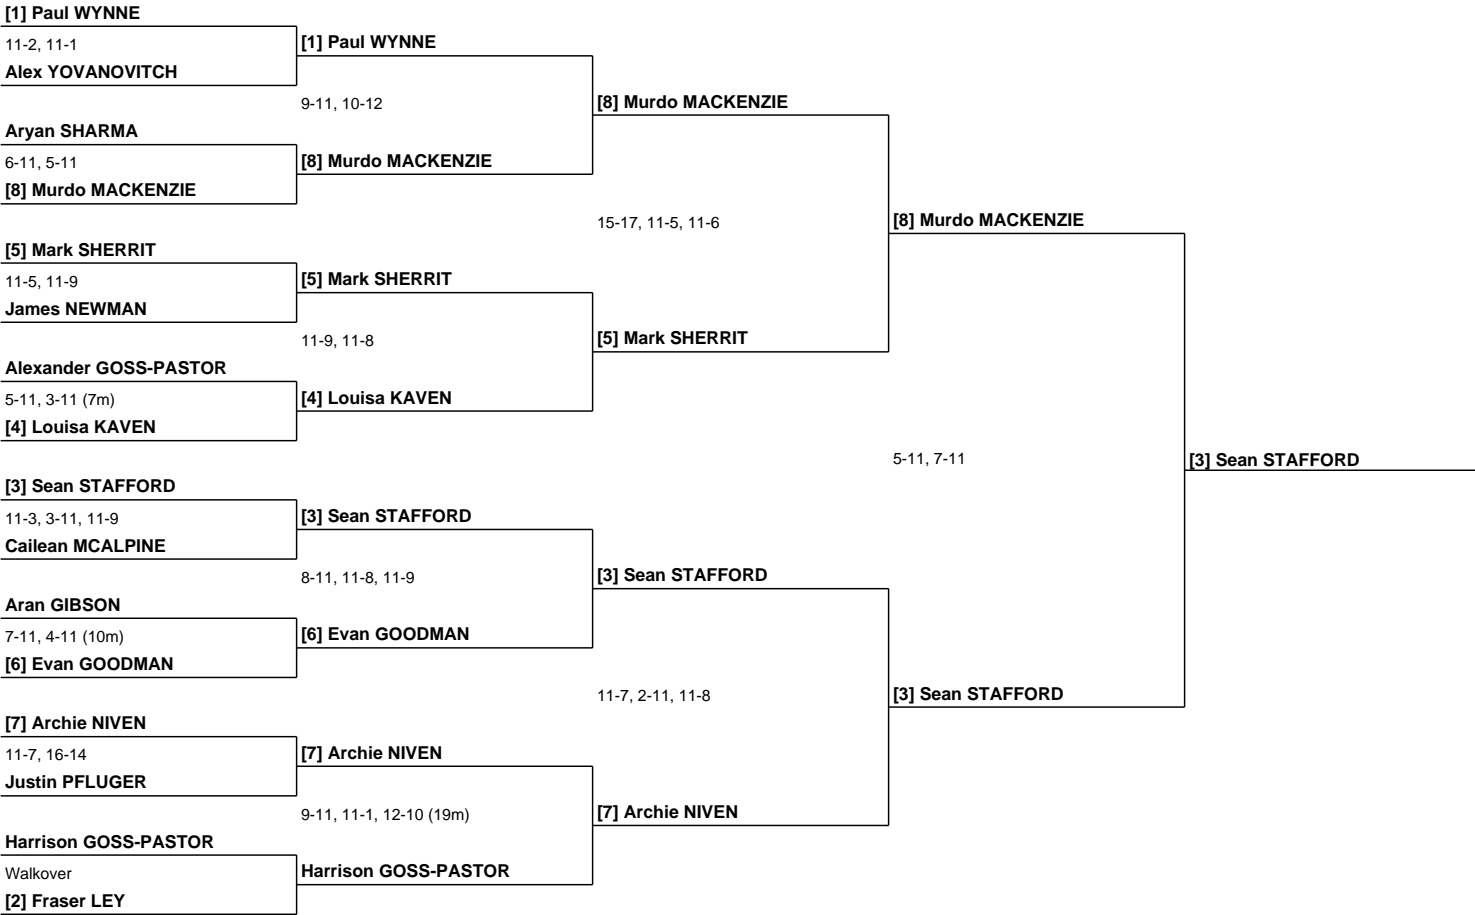 [1] Paul WYNNE
11-2, 11-1
Alex YOVANOVITCH
Aryan SHARMA
6-11, 5-11
[8] Murdo MACKENZIE
[5] Mark SHERRIT
11-5, 11-9
James NEWMAN
Alexander GOSS-PASTOR
5-11, 3-11 (7m)
[4] Louisa KAVEN
[3] Sean STAFFORD
11-3, 3-11, 11-9
Cailean MCALPINE
Aran GIBSON
7-11, 4-11 (10m)
[6] Evan GOODMAN
[7] Archie NIVEN
11-7, 16-14
Justin PFLUGER
Harrison GOSS-PASTOR
Walkover
[2] Fraser LEY
[1] Paul WYNNE
9-11, 10-12
[8] Murdo MACKENZIE
[5] Mark SHERRIT
11-9, 11-8
[4] Louisa KAVEN
[3] Sean STAFFORD
8-11, 11-8, 11-9
[6] Evan GOODMAN
[7] Archie NIVEN
9-11, 11-1, 12-10 (19m)
Harrison GOSS-PASTOR
[8] Murdo MACKENZIE
15-17, 11-5, 11-6
[5] Mark SHERRIT
[3] Sean STAFFORD
11-7, 2-11, 11-8
[7] Archie NIVEN
[8] Murdo MACKENZIE
5-11, 7-11
[3] Sean STAFFORD
[3] Sean STAFFORD